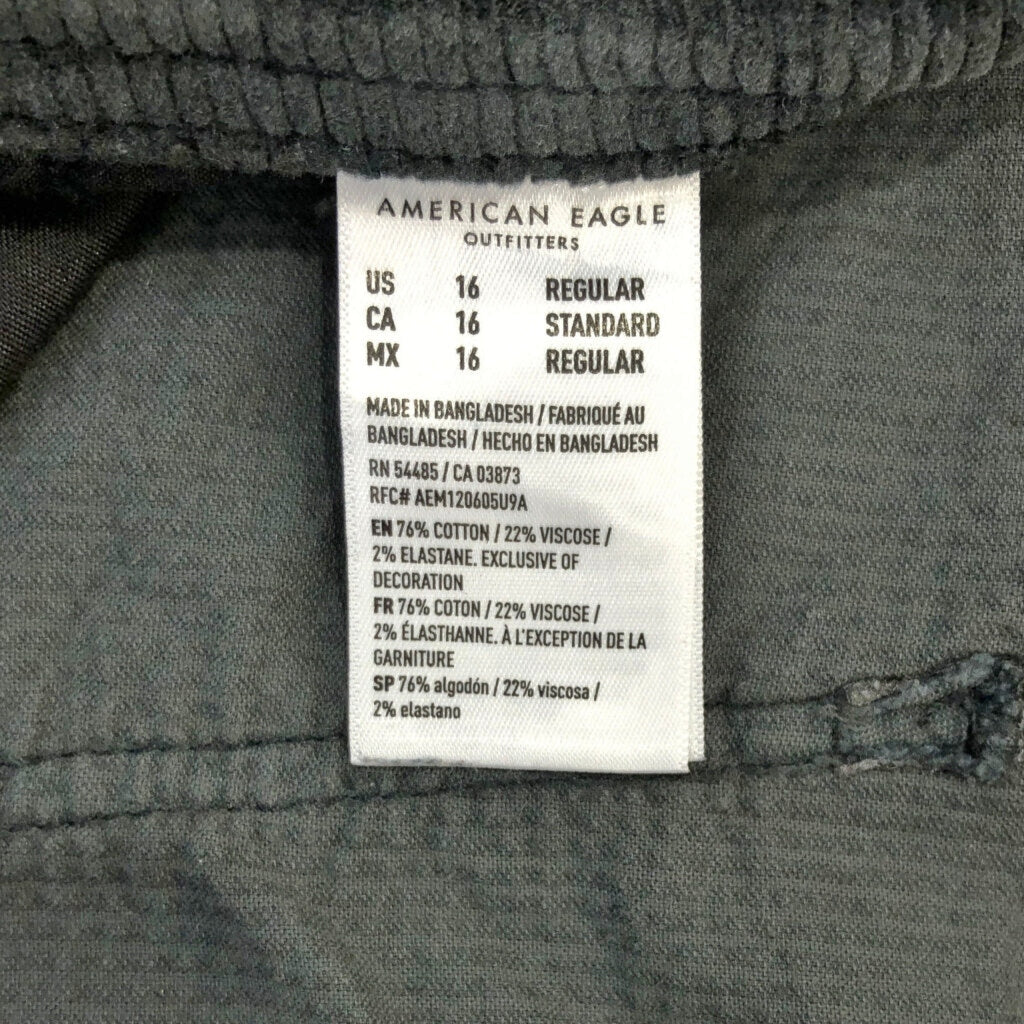 AMERICAN EAGLE
OUTFITTERS
US 16 REGULAR
CA 16 STANDARD
MX 16 REGULAR
MADE IN BANGLADESH / FABRIQUÉ AU
BANGLADESH / HECHO EN BANGLADESH
RN 54485 / CA 03873
RFC# AEM120605U9A
EN 76% COTTON / 22% VISCOSE /
2% ELASTANE. EXCLUSIVE OF
DECORATION
FR 76% COTON / 22% VISCOSE /
2% ÉLASTHANNE. À L'EXCEPTION DE LA
GARNITURE
SP 76% algodón / 22% viscosa /
2% elastano